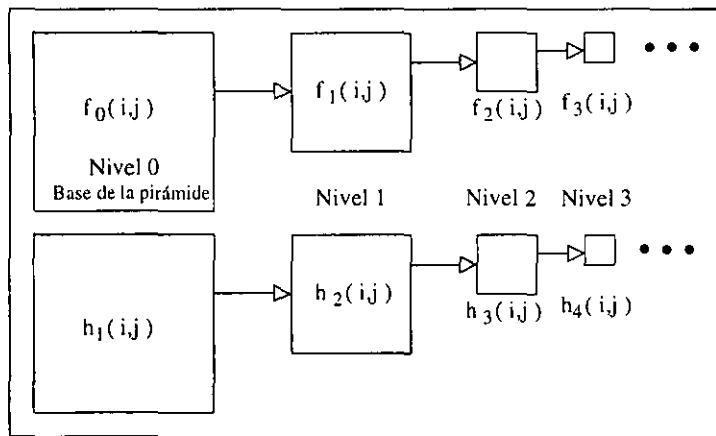 f0(i,j)
f1(i,j)
f2(i,j)
f3(i,j)
Nivel 0
Base de la pirámide
Nivel 1
Nivel 2
Nivel 3
h1(i,j)
h2(i,j)
h3(i,j)
h4(i,j)